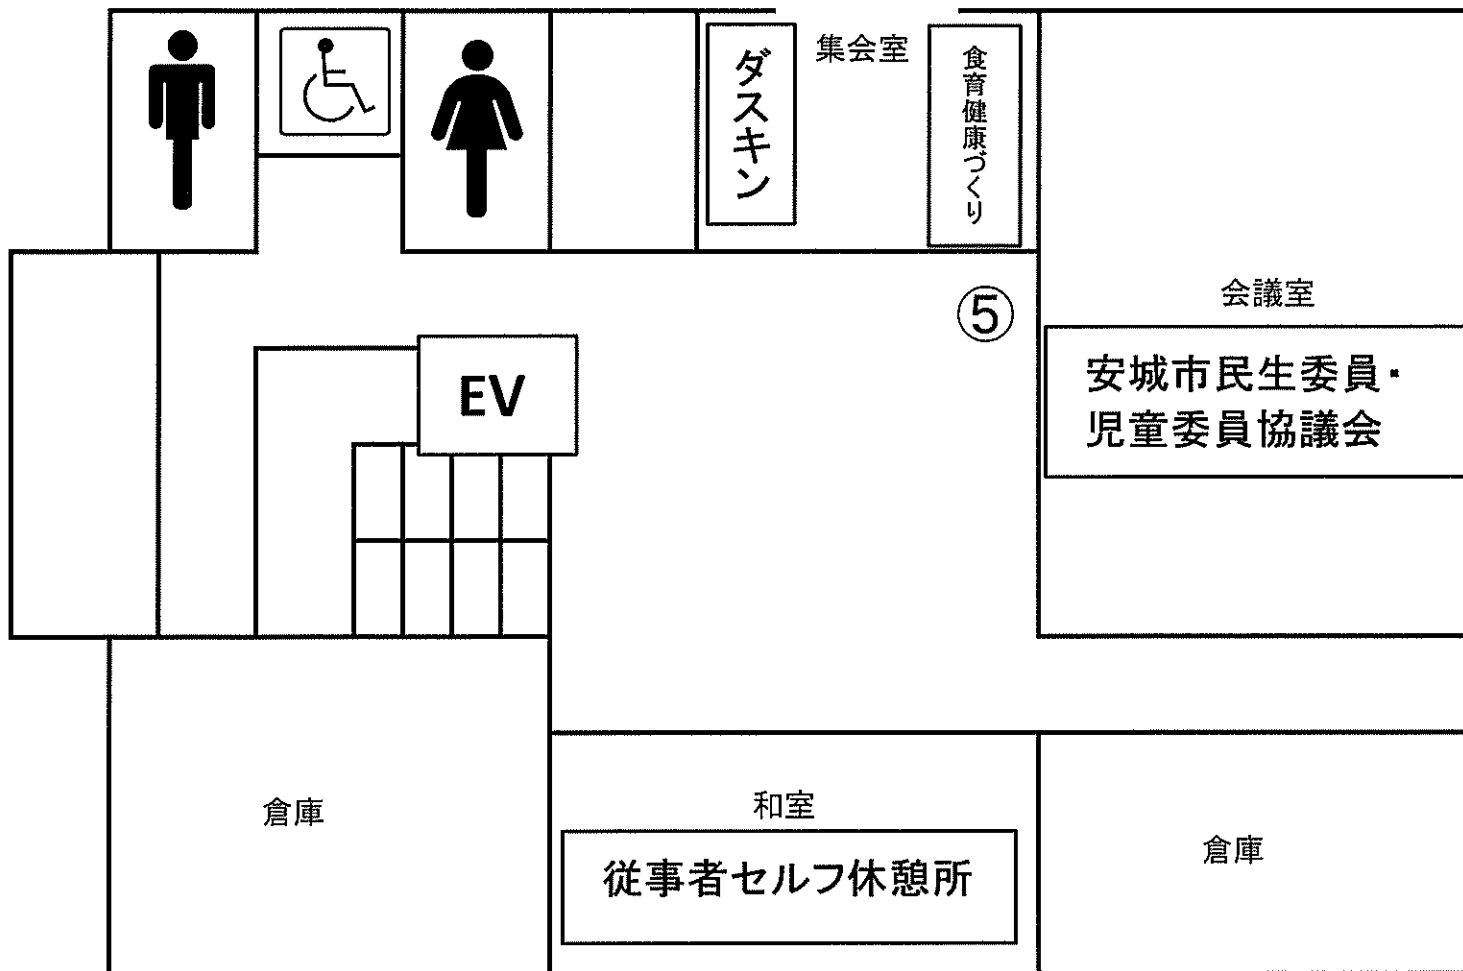 集会室
ダスキン
食育健康づくり
⑤
会議室
安城市民生委員・
児童委員協議会
EV
倉庫
和室
従事者セルフ休憩所
倉庫